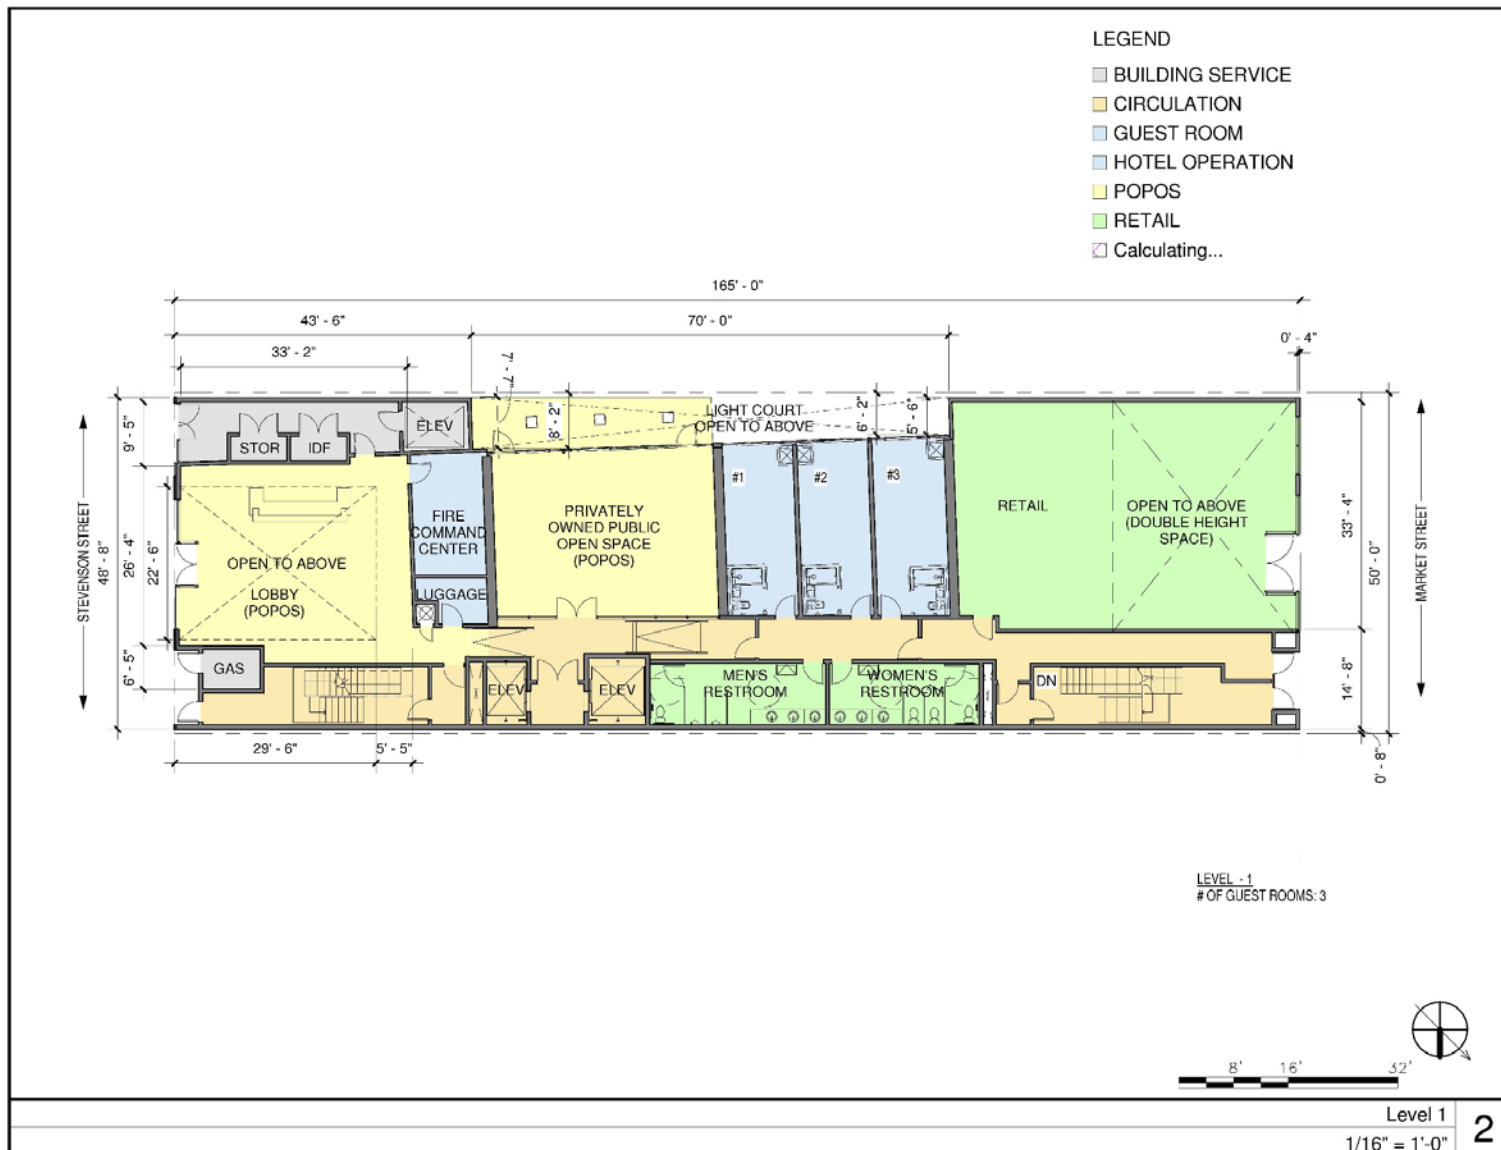 LEGEND
BUILDING SERVICE
CIRCULATION
GUEST ROOM
HOTEL OPERATION
POPOS
RETAIL
Calculating...
165' - 0"
43' - 6"
70' - 0"
0' - 4"
33' - 2"
7' - 7"
8' - 2"
6' - 2"
5' - 6"
9' - 5"
ELEV
LIGHT COURT
OPEN TO ABOVE
STOR
IDF
#1
#2
#3
FIRE
COMMAND
CENTER
PRIVATELY
OWNED PUBLIC
OPEN SPACE
(POPOS)
RETAIL
OPEN TO ABOVE
(DOUBLE HEIGHT
SPACE)
STEVENSON STREET
48' - 8"
26' - 4"
22' - 6"
OPEN TO ABOVE
LOBBY
(POPOS)
LUGGAGE
33' - 4"
50' - 0"
MARKET STREET
6' - 5"
GAS
ELEV
ELEV
MEN'S
RESTROOM
WOMEN'S
RESTROOM
DN
14' - 8"
29' - 6"
5' - 5"
0' - 8"
LEVEL - 1
# OF GUEST ROOMS: 3
8' 16' 32'
Level 1
2
1/16" = 1'-0"